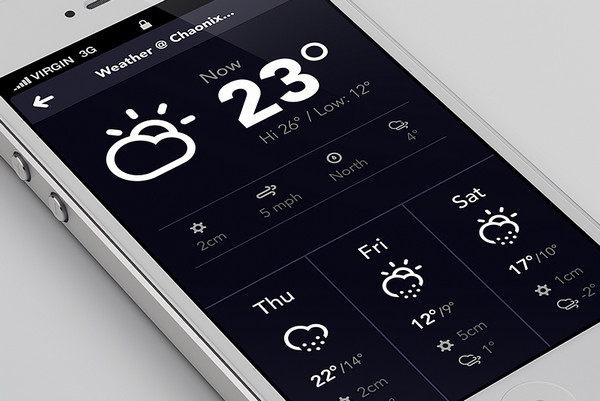 VIRGIN 3G
Weather @ Chaonix...
Now
23°
Hi 26° / Low: 12°
2cm
5 mph
North
4°
Thu
22°/14°
2cm
Fri
12°/9°
5cm
1°
Sat
17°/10°
1cm
-2°